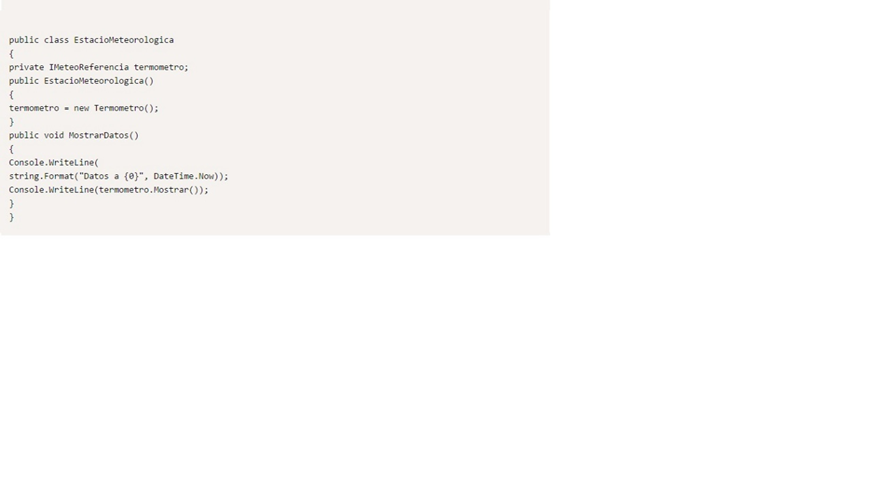 public class EstacioMeteorologica
{
private IMeteoReferencia termometro;
public EstacioMeteorologica()
{
termometro = new Termometro();
}
public void MostrarDatos()
{
Console.WriteLine(
string.Format("Datos a {0}", DateTime.Now));
Console.WriteLine(termometro.Mostrar());
}
}